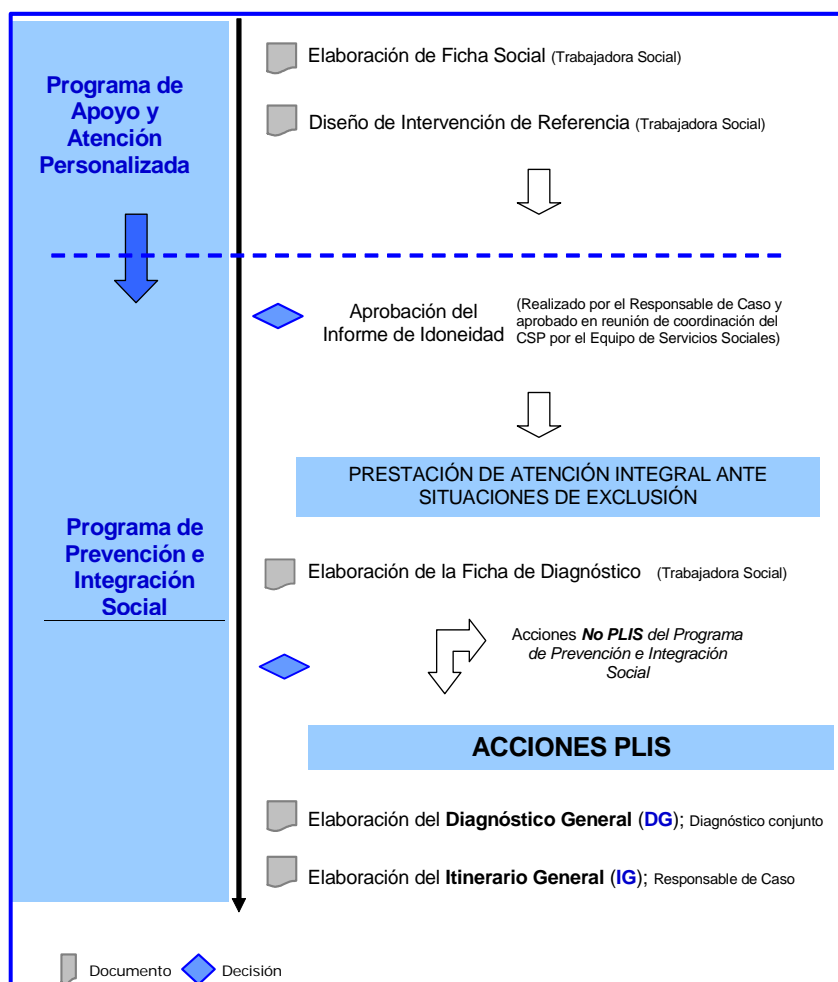 Elaboración de Ficha Social (Trabajadora Social)
Programa de
Apoyo y
Atención
Personalizada
Diseño de Intervención de Referencia (Trabajadora Social)
Aprobación del
Informe de Idoneidad
(Realizado por el Responsable de Caso y
aprobado en reunión de coordinación del
CSP por el Equipo de Servicios Sociales)
PRESTACIÓN DE ATENCIÓN INTEGRAL ANTE
SITUACIONES DE EXCLUSIÓN
Programa de
Prevención e
Integración
Social
Elaboración de la Ficha de Diagnóstico (Trabajadora Social)
Acciones No PLIS del Programa
de Prevención e Integración
Social
ACCIONES PLIS
Elaboración del Diagnóstico General (DG); Diagnóstico conjunto
Elaboración del Itinerario General (IG); Responsable de Caso
Documento
Decisión